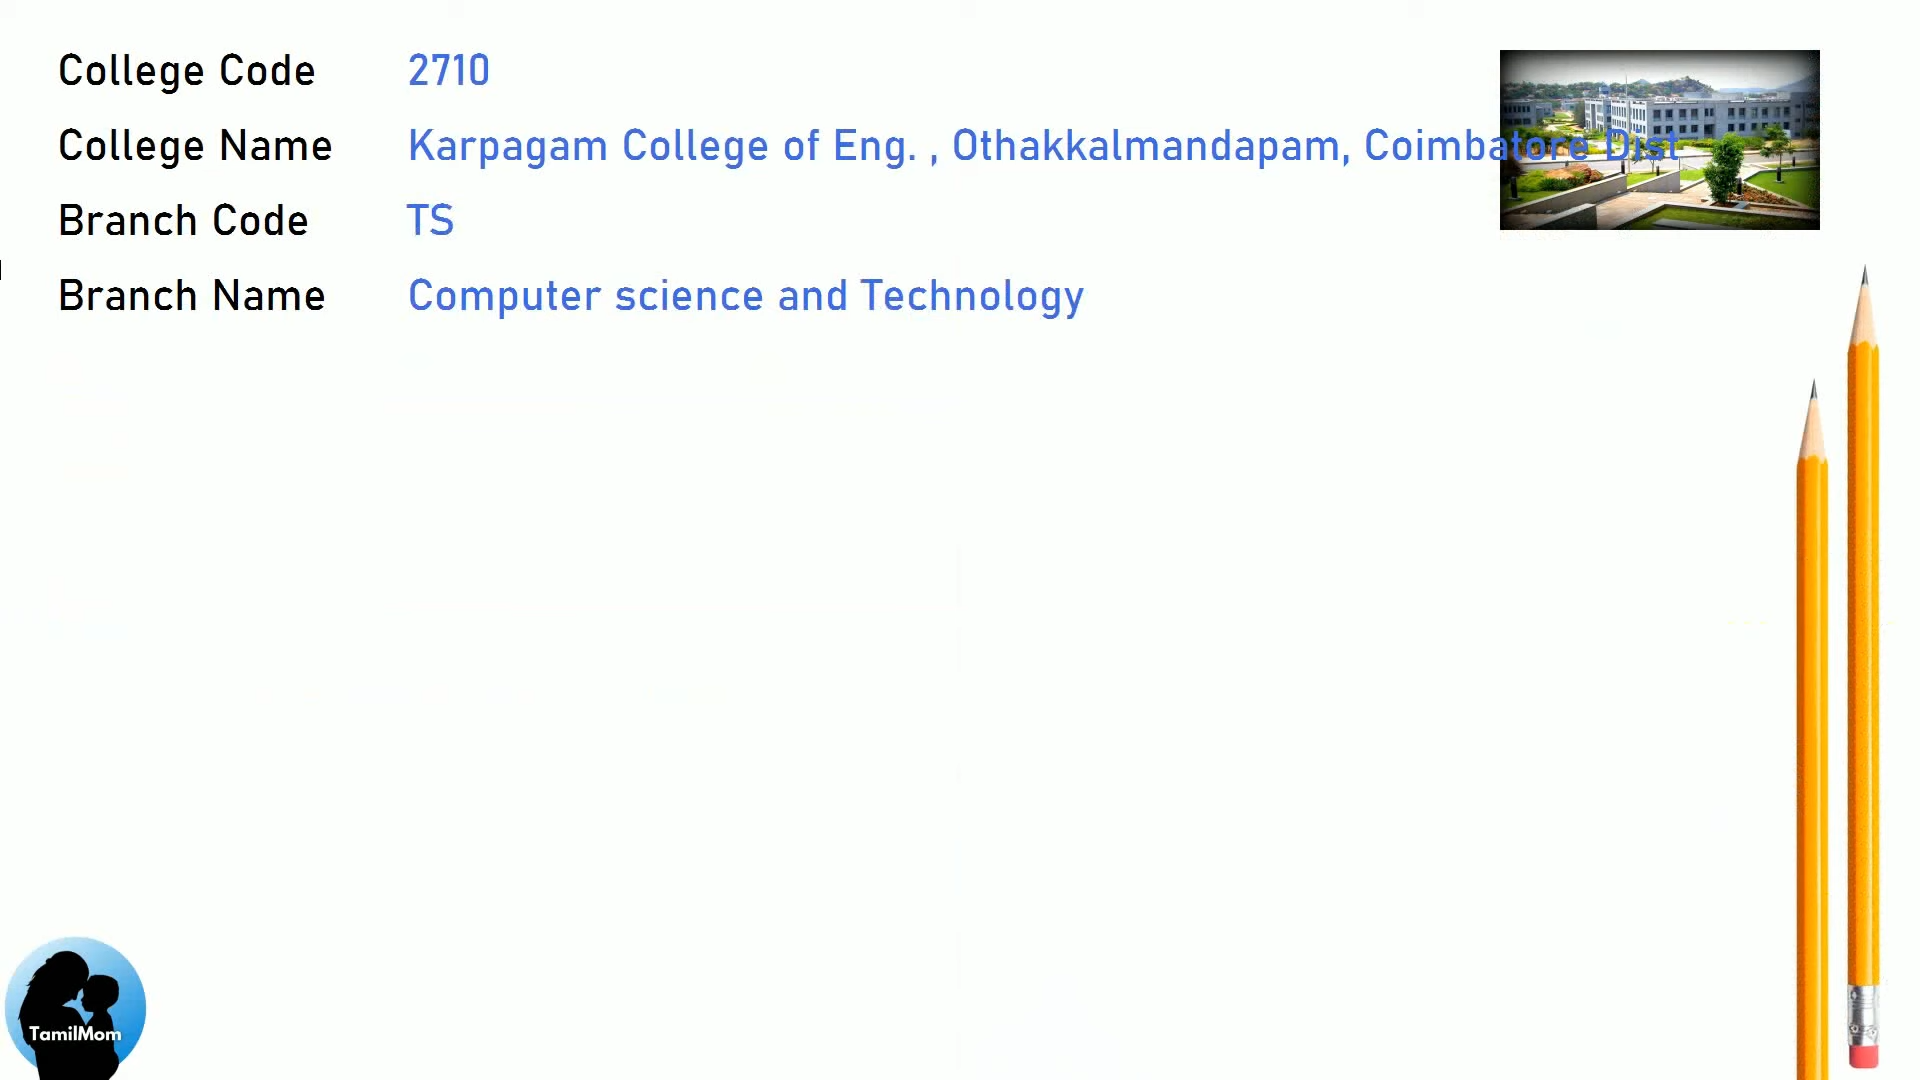 College Code 2710
College Name Karpagam College of Eng. , Othakkalmandapam, Coimbatore Dist
Branch Code TS
Branch Name Computer science and Technology
TamilMom